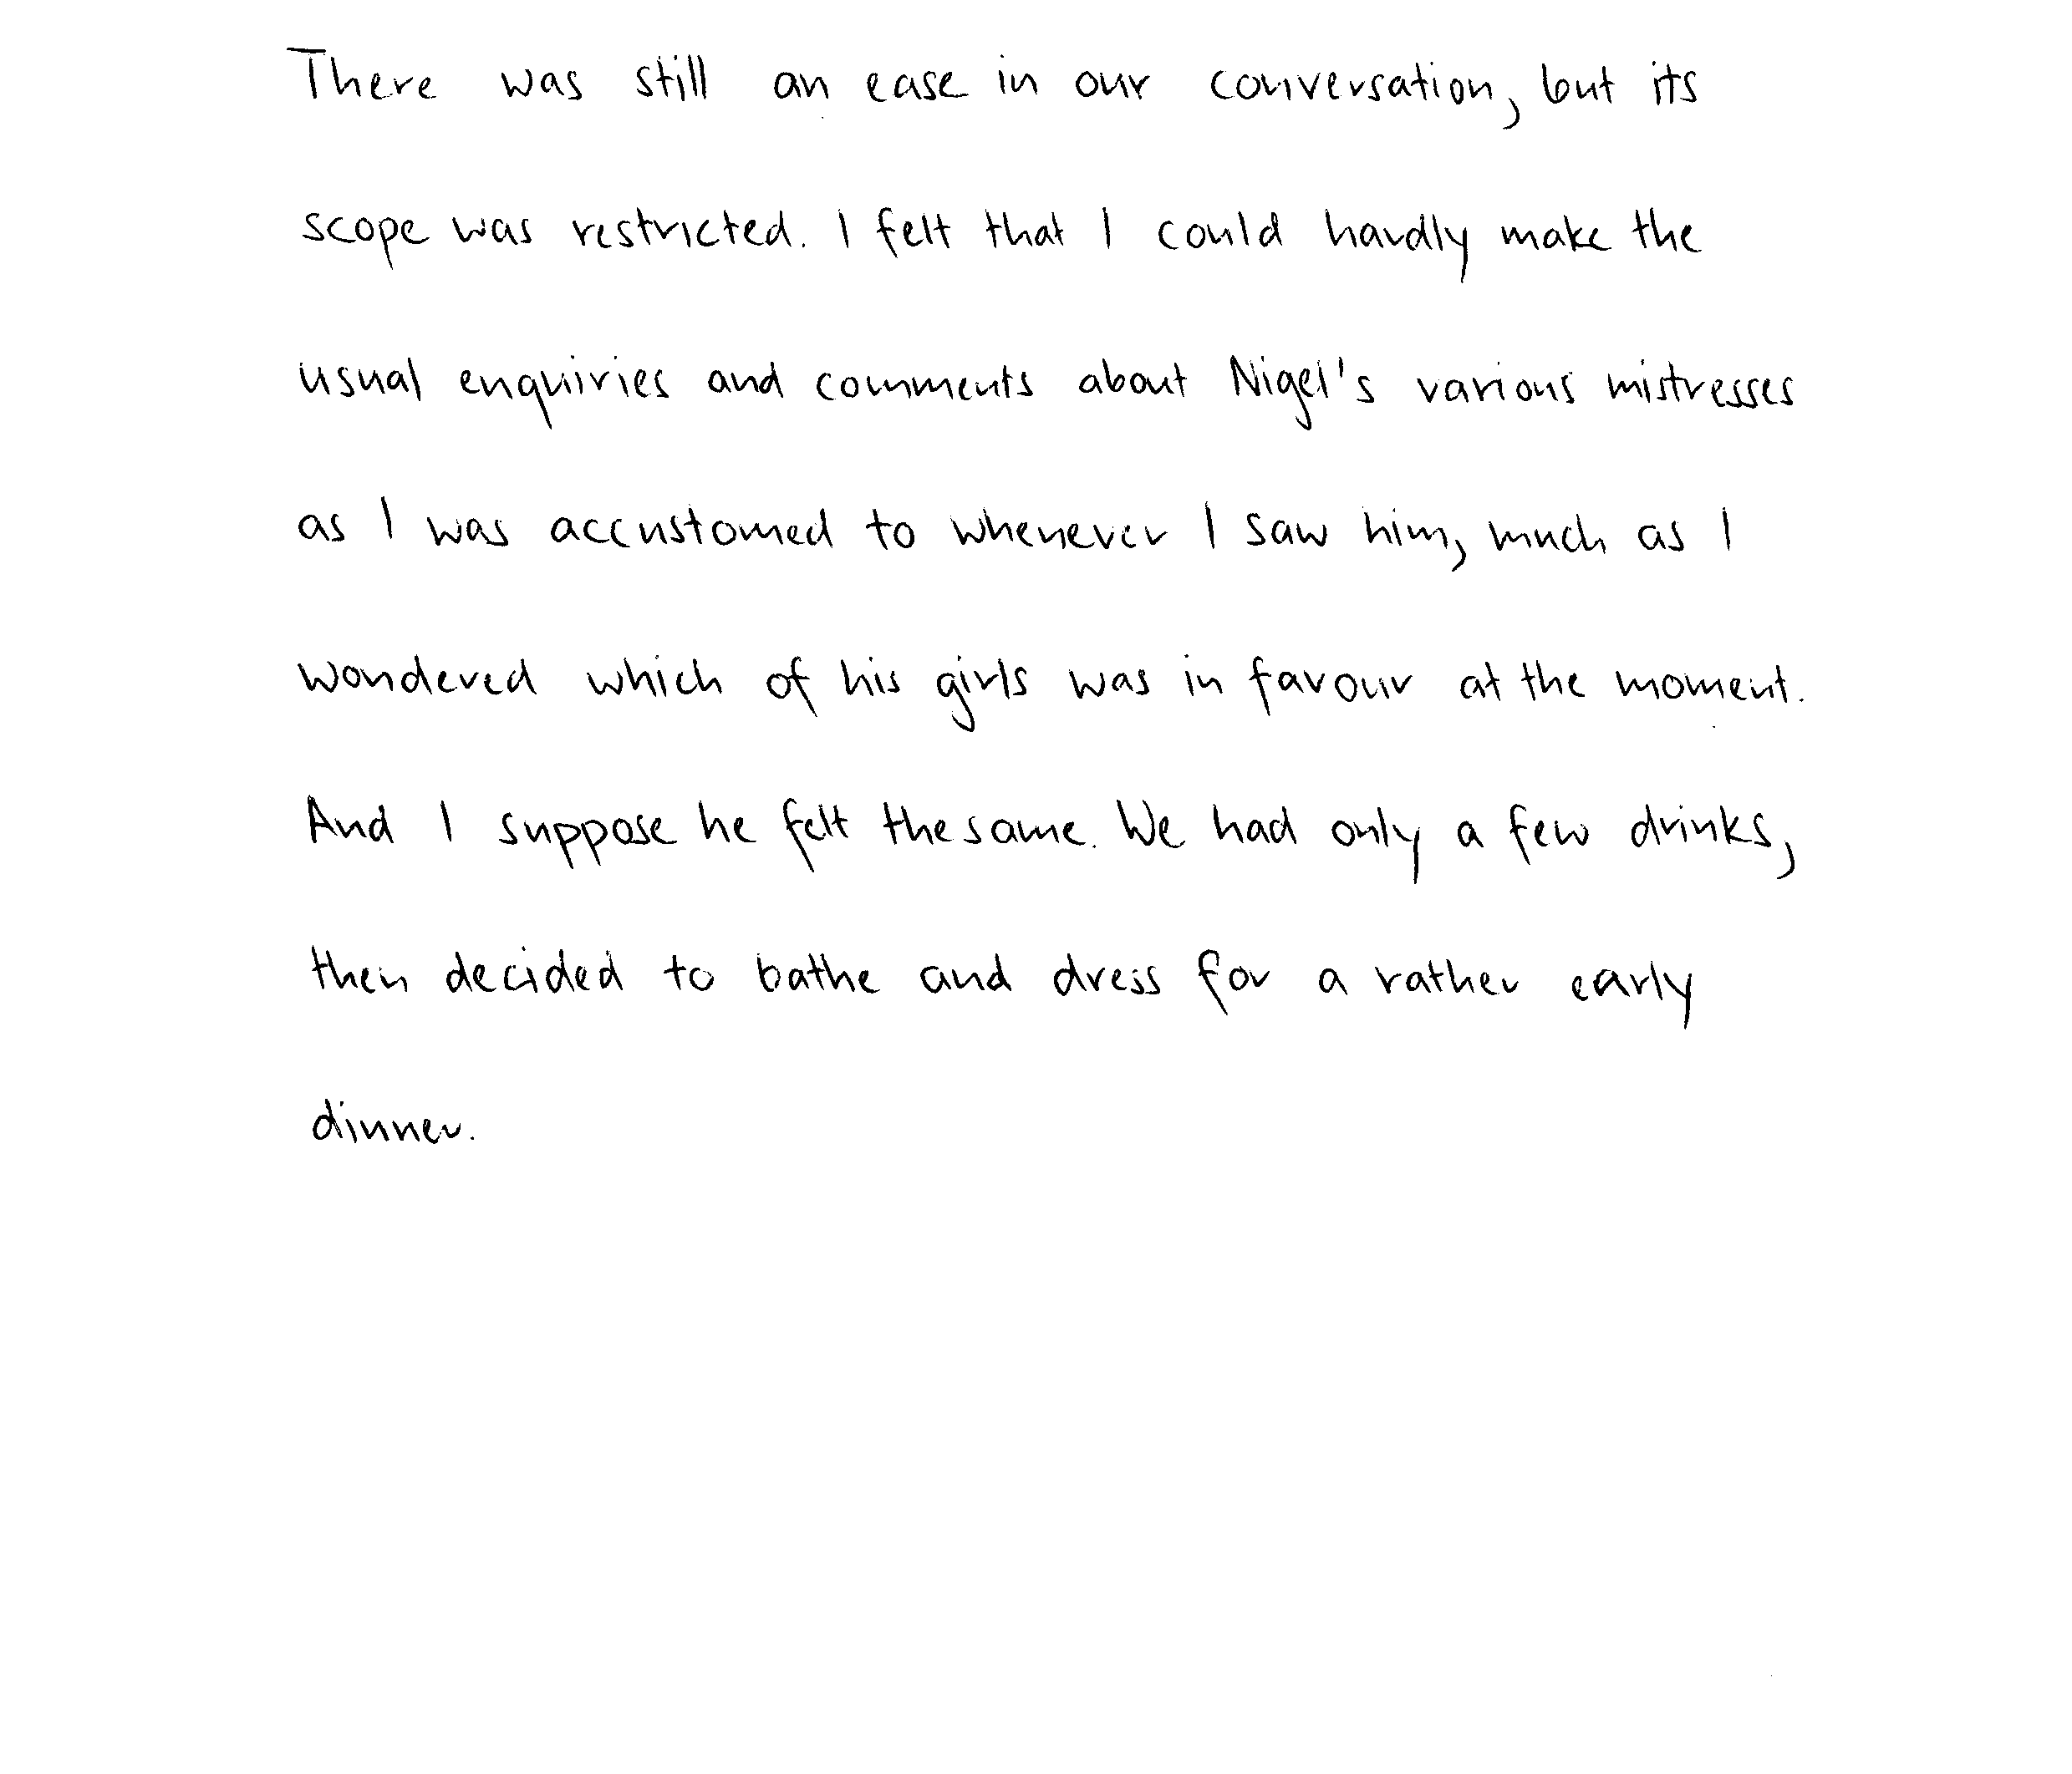 There was still an ease in our conversation, but its
scope was restricted. I felt that I could hardly make the
usual enquiries and comments about Nigel's various mistresses
as I was accustomed to whenever I saw him, much as I
wondered which of his girls was in favour at the moment.
And I suppose he felt the same. We had only a few drinks,
then decided to bathe and dress for a rather early
dinner.